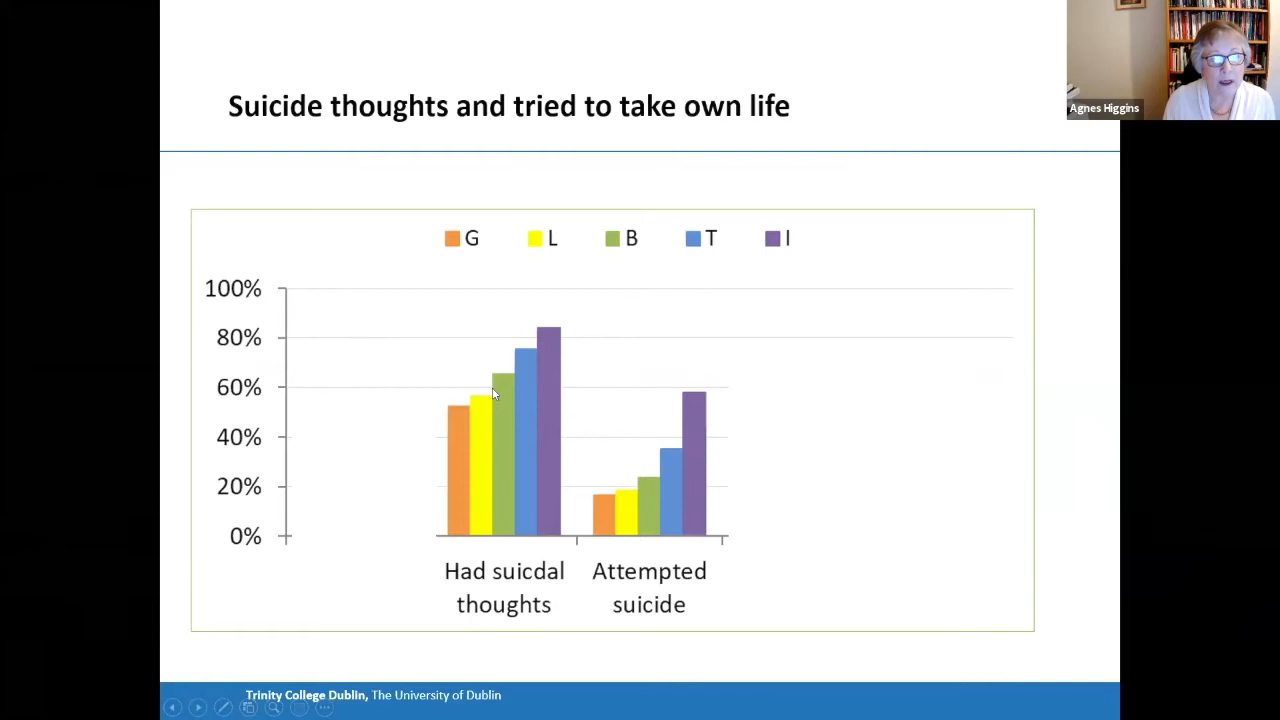 Agnes Higgins
Suicide thoughts and tried to take own life
G L B T I
100%
80%
60%
40%
20%
0%
Had suicdal
thoughts
Attempted
suicide
Trinity College Dublin, The University of Dublin